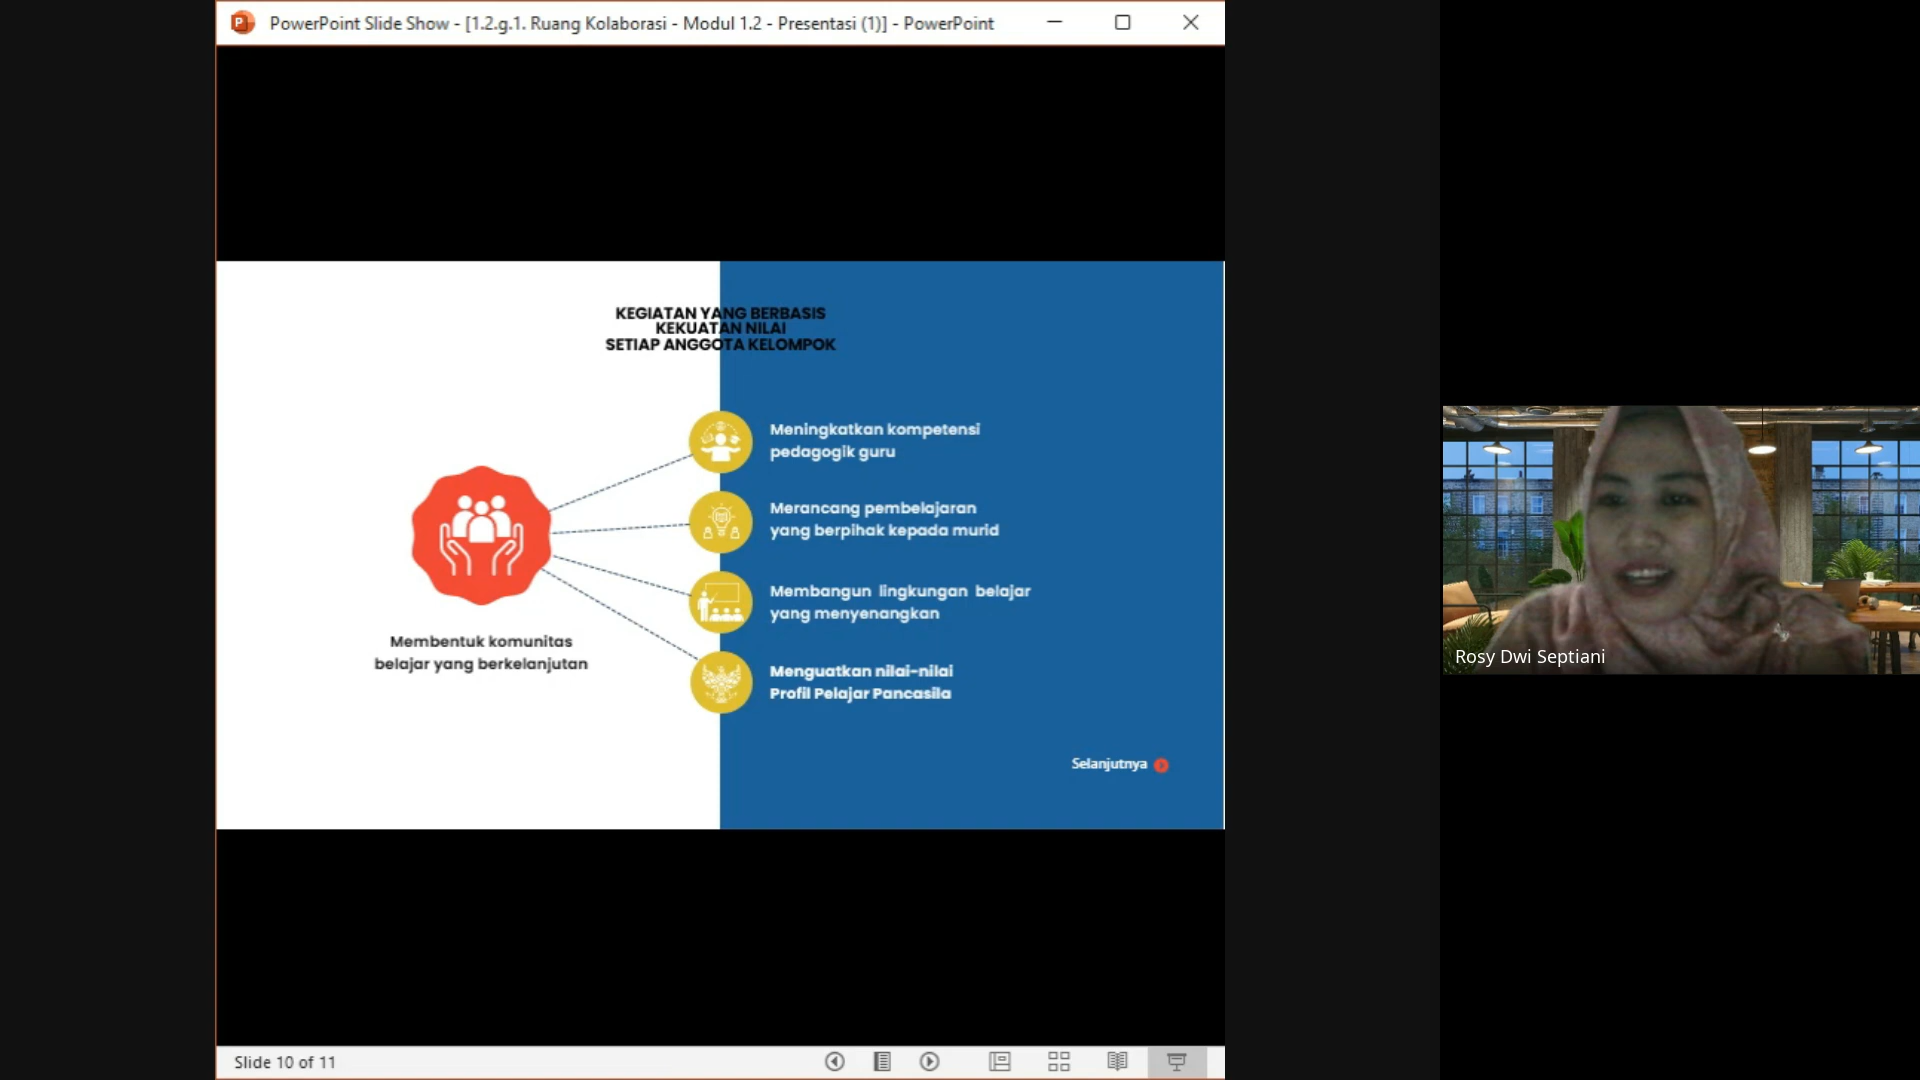 PowerPoint Slide Show - [1.2.g.1. Ruang Kolaborasi - Modul 1.2 - Presentasi (1)] - PowerPoint
KEGIATAN YANG BERBASIS
KEKUATAN NILAI
SETIAP ANGGOTA KELOMPOK
Membentuk komunitas
belajar yang berkelanjutan
Meningkatkan kompetensi
pedagogik guru
Merancang pembelajaran
yang berpihak kepada murid
Membangun lingkungan belajar
yang menyenangkan
Menguatkan nilai-nilai
Profil Pelajar Pancasila
Selanjutnya
Rosy Dwi Septiani
Slide 10 of 11